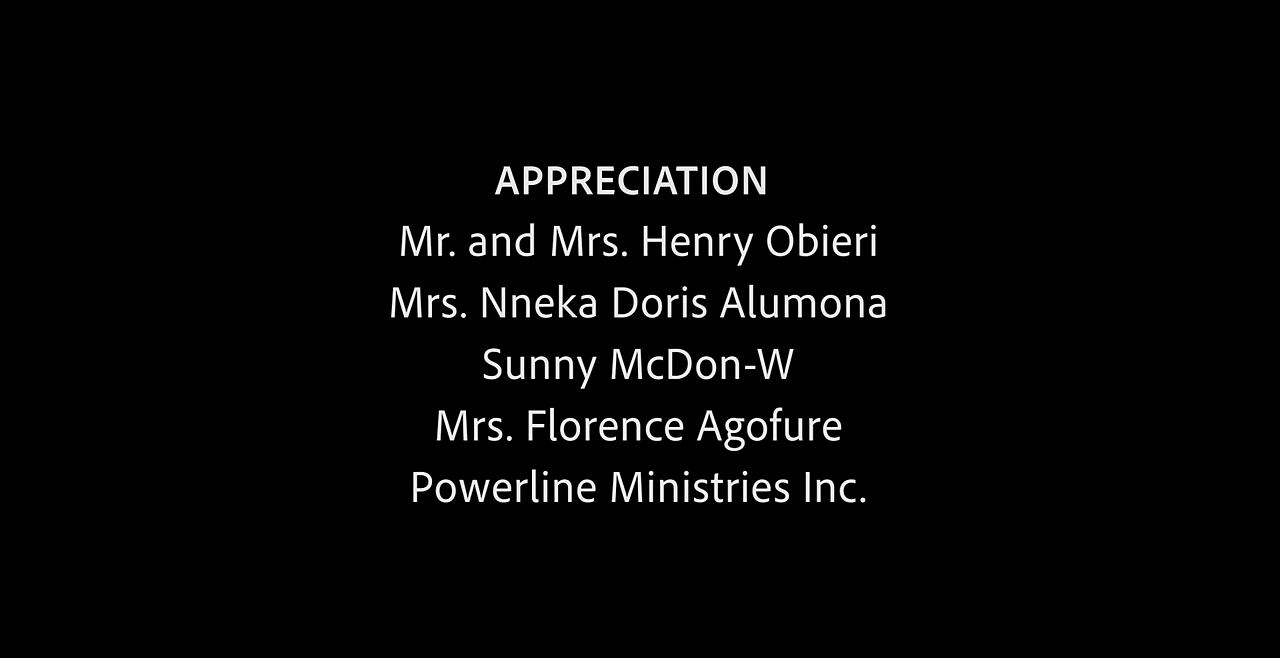 APPRECIATION
Mr. and Mrs. Henry Obieri
Mrs. Nneka Doris Alumona
Sunny McDon-W
Mrs. Florence Agofure
Powerline Ministries Inc.